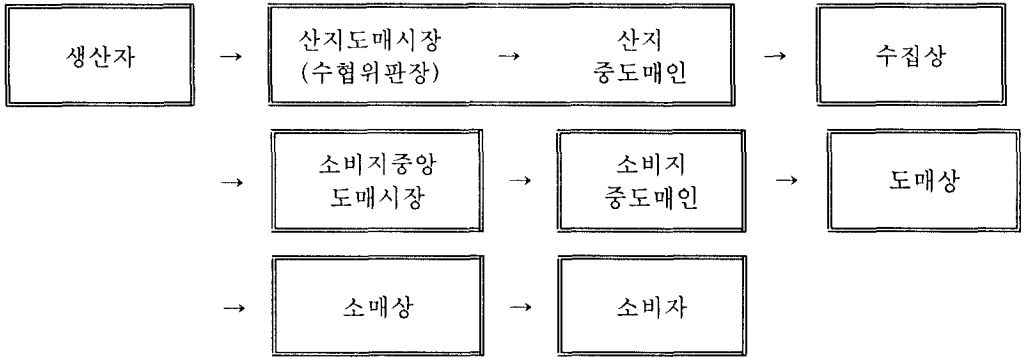 생산자 → 산지도매시장 → 산지 → 수집상
(수협위판장) 중도매인
→ 소비지중앙 → 소비지 → 도매상
도매시장 중도매인
→ 소매상 → 소비자